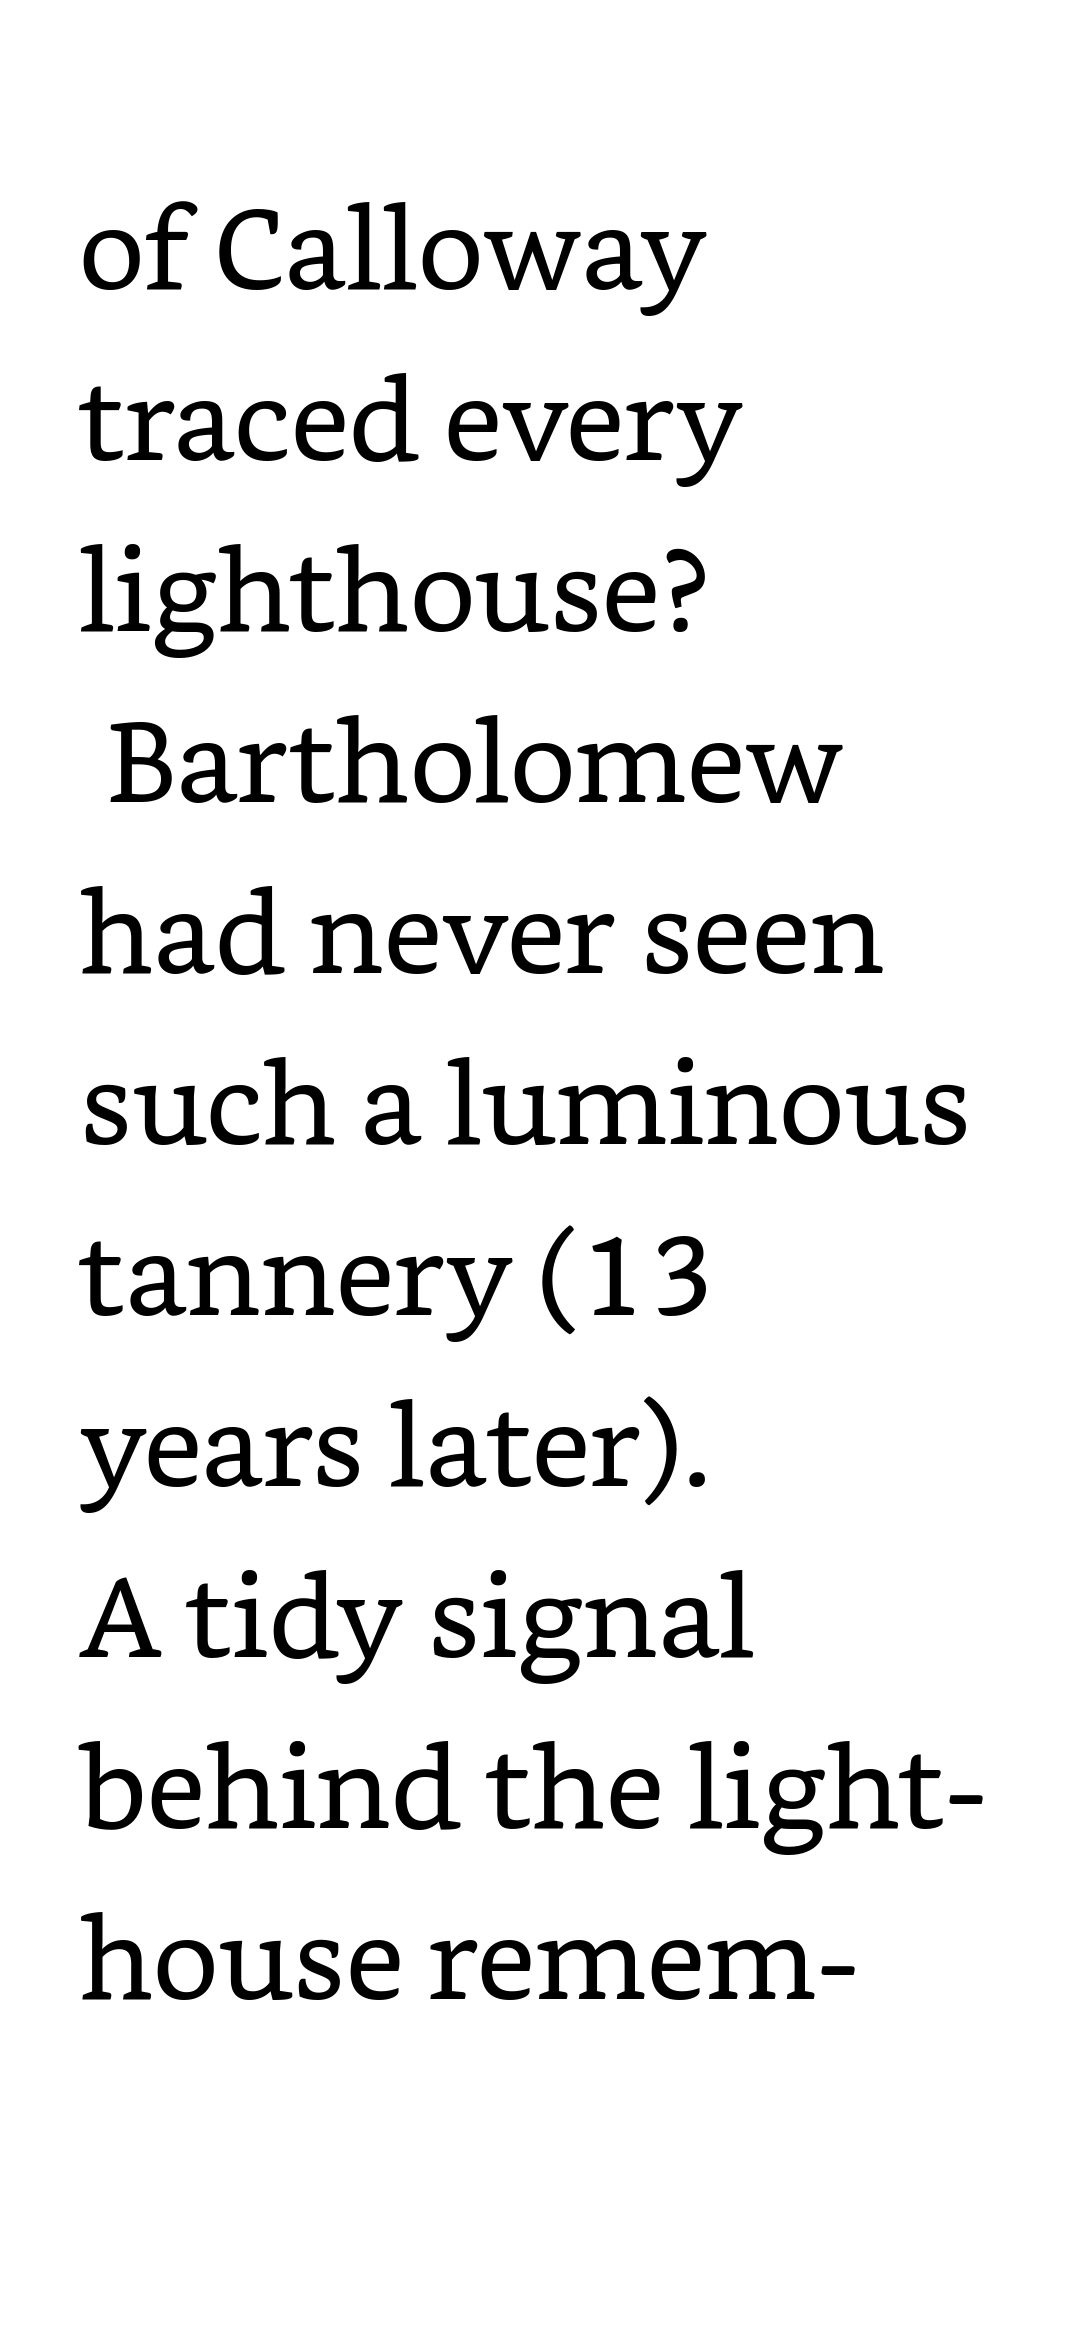 of Calloway
traced every
lighthouse?
 Bartholomew
had never seen
such a luminous
tannery (13
years later).
A tidy signal
behind the light-
house remem-